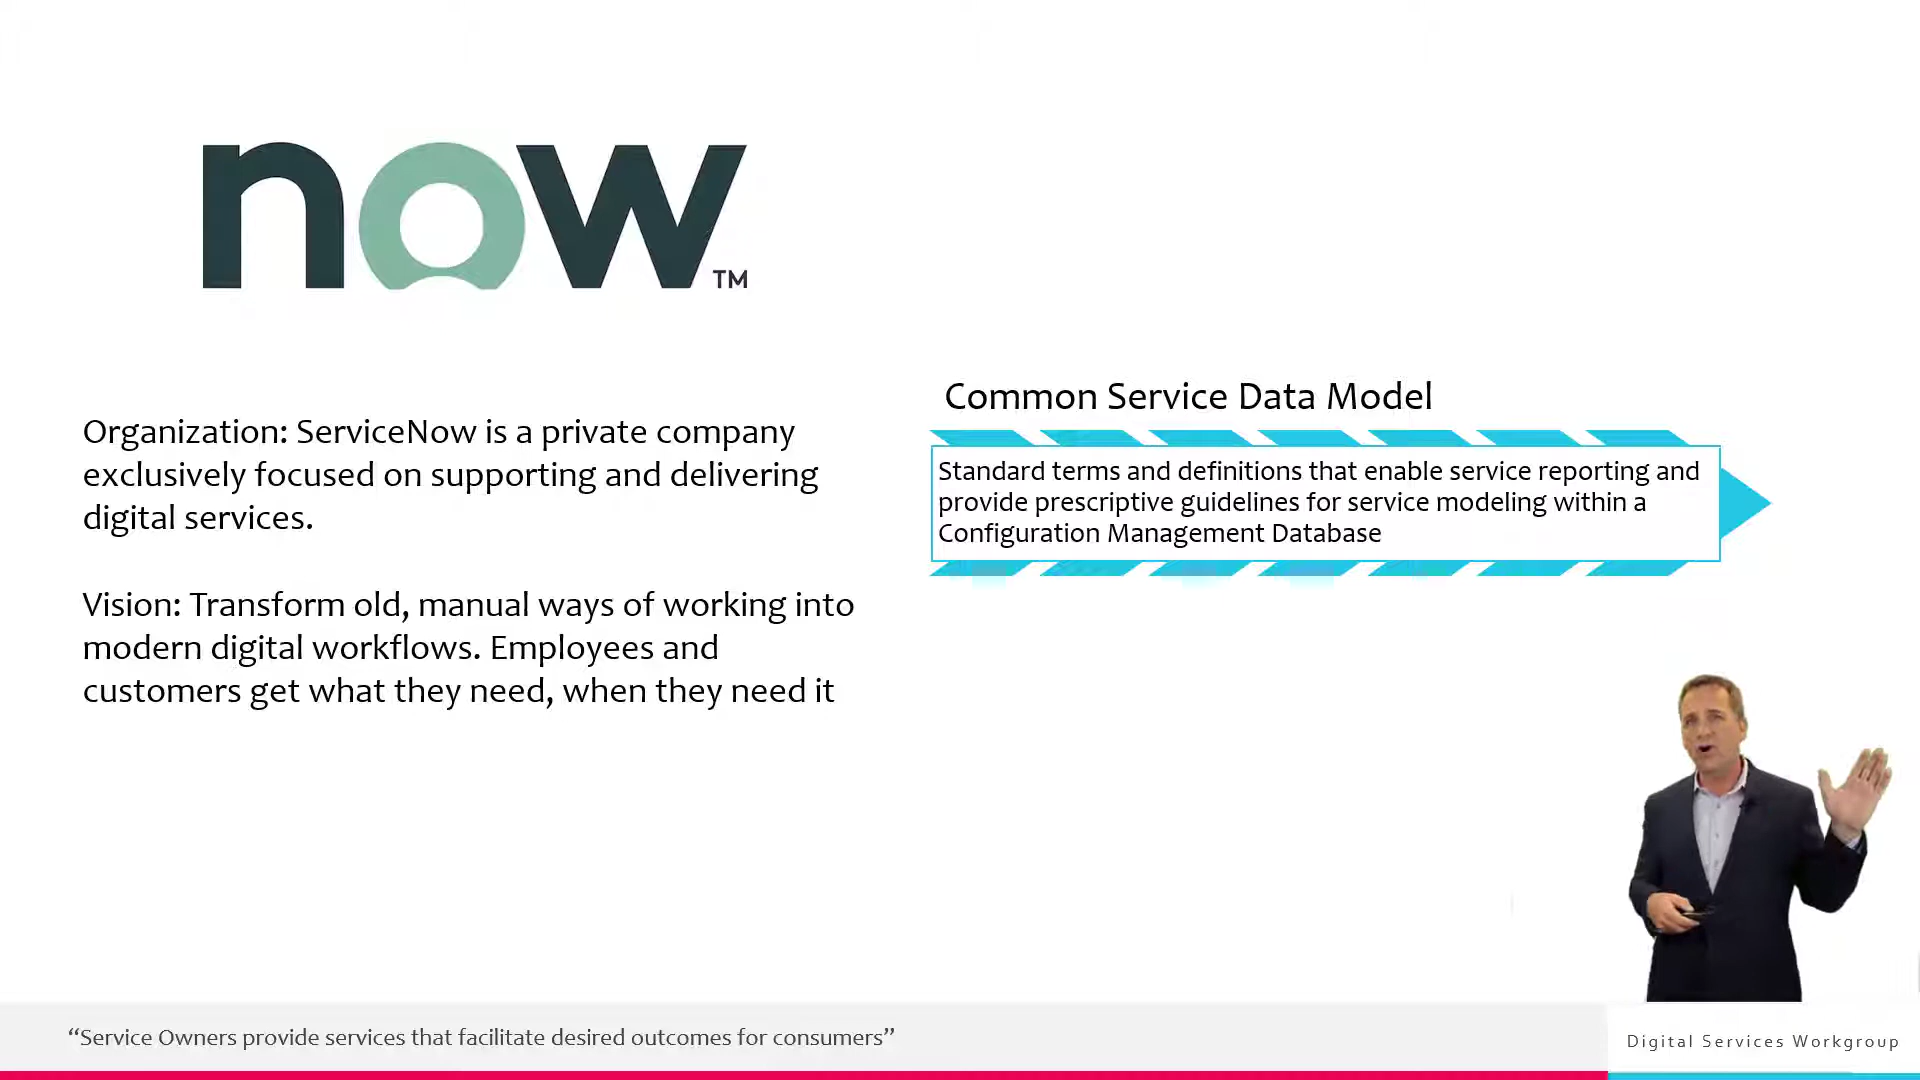 now™
Organization: ServiceNow is a private company
exclusively focused on supporting and delivering
digital services.
Vision: Transform old, manual ways of working into
modern digital workflows. Employees and
customers get what they need, when they need it
Common Service Data Model
Standard terms and definitions that enable service reporting and
provide prescriptive guidelines for service modeling within a
Configuration Management Database
“Service Owners provide services that facilitate desired outcomes for consumers”
Digital Services Workgroup